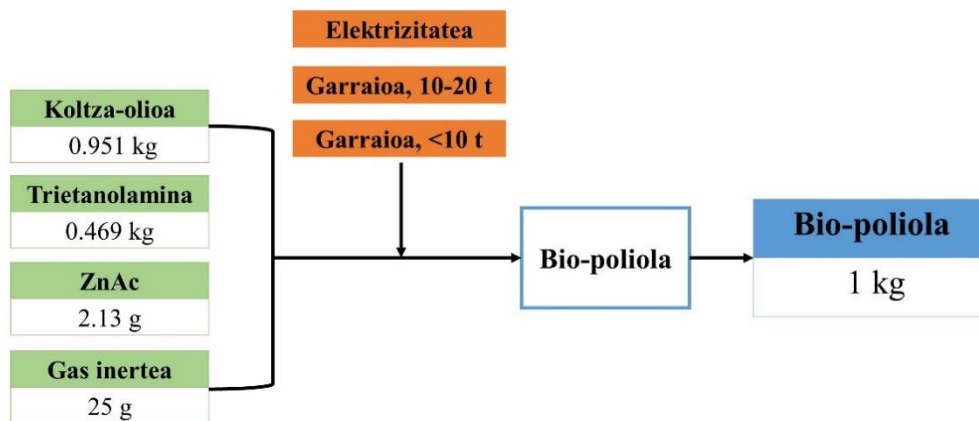 Elektrizitatea
Garraioa, 10-20 t
Garraioa, <10 t
Koltza-olioa
0.951 kg
Trietanolamina
0.469 kg
ZnAc
2.13 g
Gas inertea
25 g
Bio-poliola
Bio-poliola
1 kg